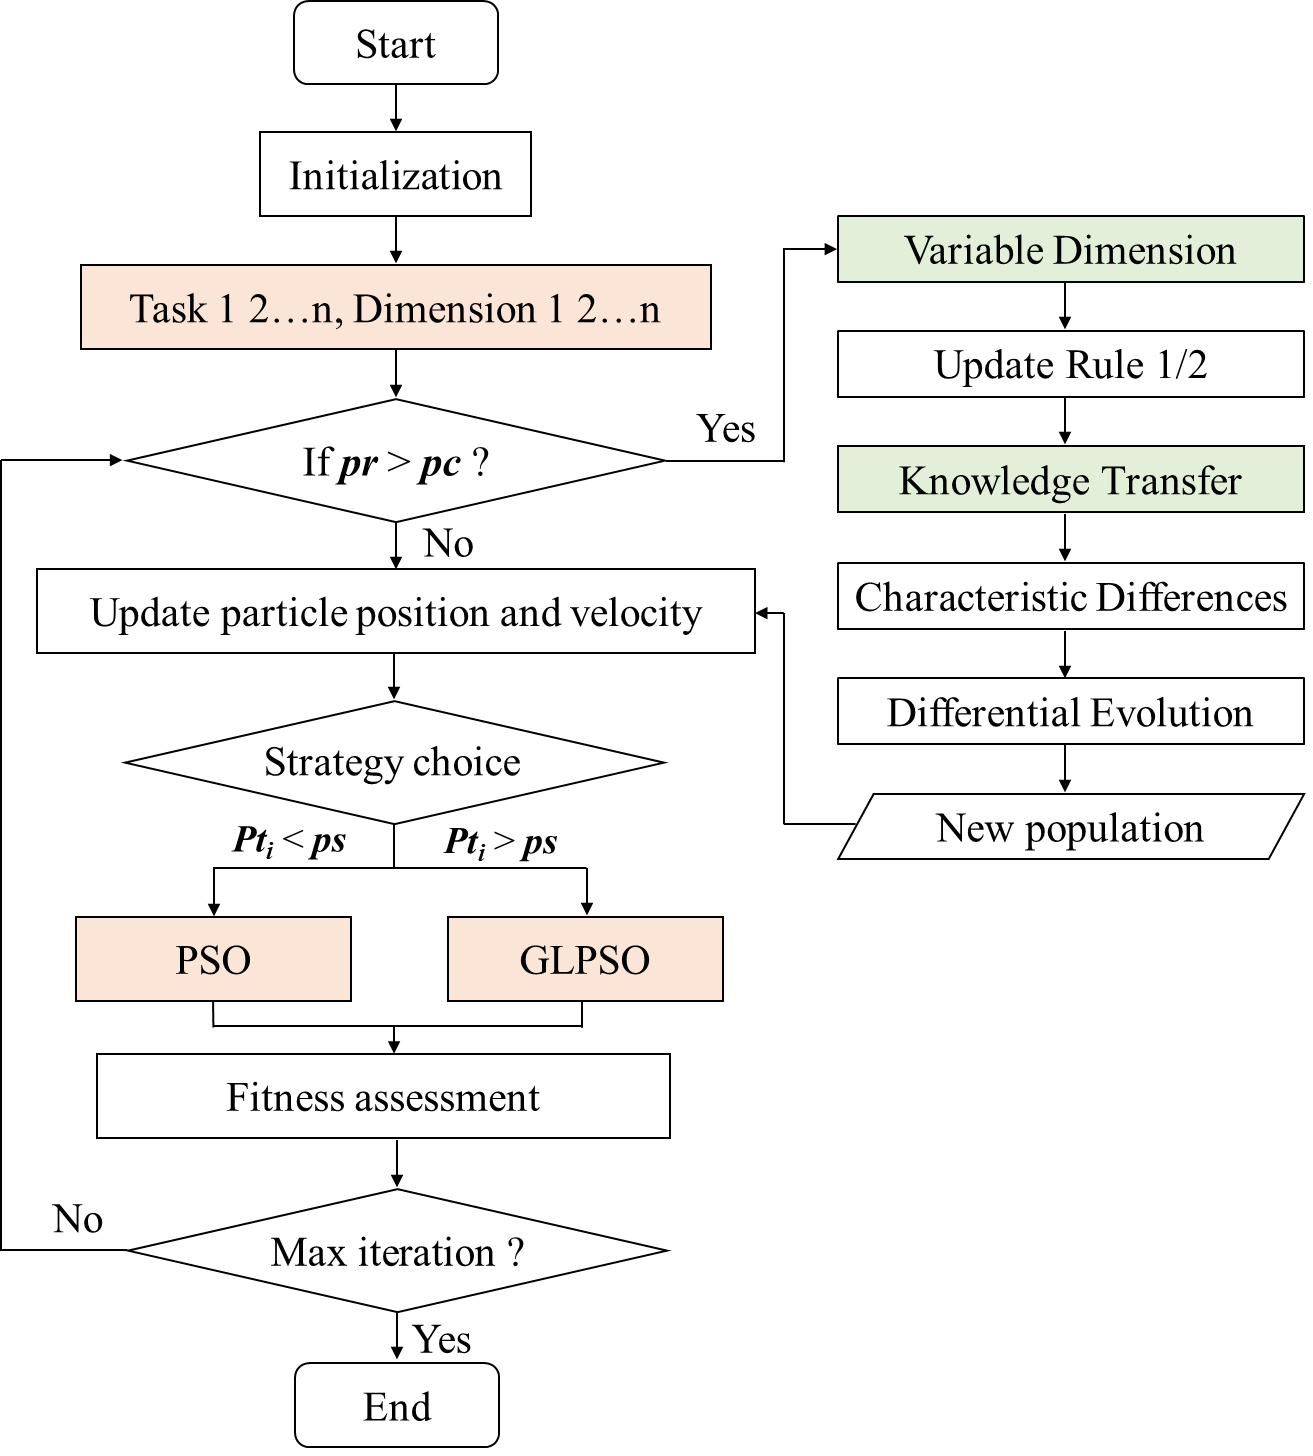 Start
Initialization
Task 1 2…n, Dimension 1 2…n
If pr > pc ?
Yes
No
Variable Dimension
Update Rule 1/2
Knowledge Transfer
Characteristic Differences
Differential Evolution
New population
Update particle position and velocity
Strategy choice
Pti < ps
Pti > ps
PSO
GLPSO
Fitness assessment
Max iteration ?
No
Yes
End